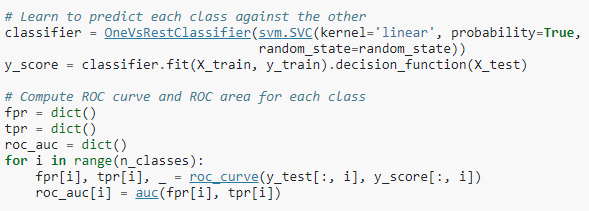 # Learn to predict each class against the other
classifier = OneVsRestClassifier(svm.SVC(kernel='linear', probability=True,
                                 random_state=random_state))
y_score = classifier.fit(X_train, y_train).decision_function(X_test)

# Compute ROC curve and ROC area for each class
fpr = dict()
tpr = dict()
roc_auc = dict()
for i in range(n_classes):
    fpr[i], tpr[i], _ = roc_curve(y_test[:, i], y_score[:, i])
    roc_auc[i] = auc(fpr[i], tpr[i])